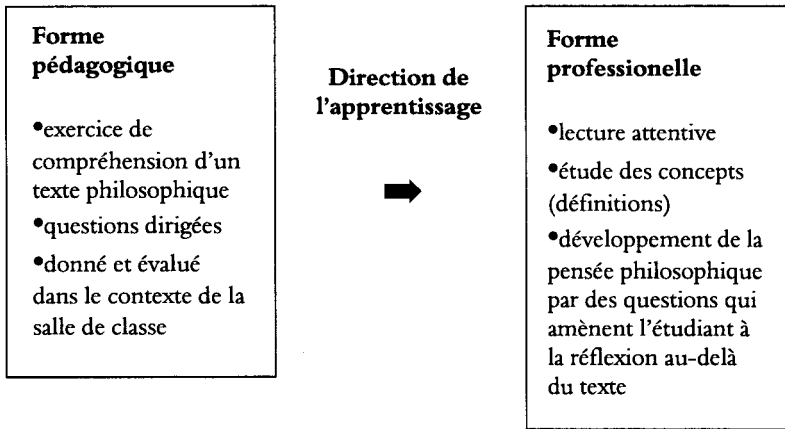 Forme
pédagogique
•exercice de
compréhension d'un
texte philosophique
•questions dirigées
•donné et évalué
dans le contexte de la
salle de classe
Direction de
l'apprentissage
Forme
professionelle
•lecture attentive
•étude des concepts
(définitions)
•développement de la
pensée philosophique
par des questions qui
amènent l'étudiant à
la réflexion au-delà
du texte